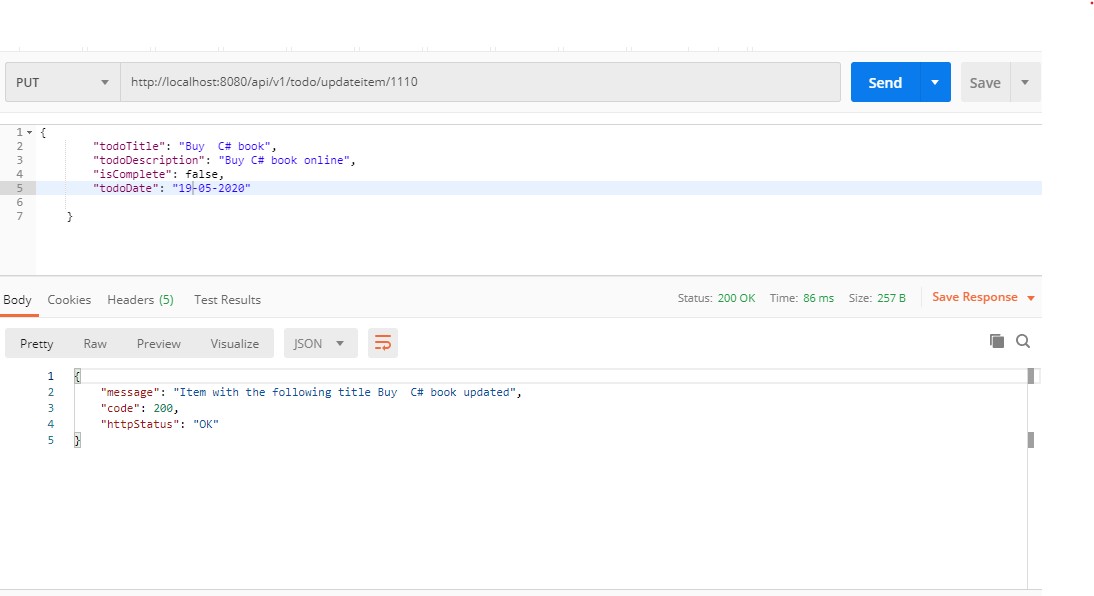 PUT http://localhost:8080/api/v1/todo/updateitem/1110 Send Save
1 {
2 "todoTitle": "Buy  C# book",
3 "todoDescription": "Buy C# book online",
4 "isComplete": false,
5 "todoDate": "19-05-2020"
6
7 }
Body Cookies Headers (5) Test Results Status: 200 OK Time: 86 ms Size: 257 B Save Response
Pretty Raw Preview Visualize JSON
1 {
2 "message": "Item with the following title Buy  C# book updated",
3 "code": 200,
4 "httpStatus": "OK"
5 }